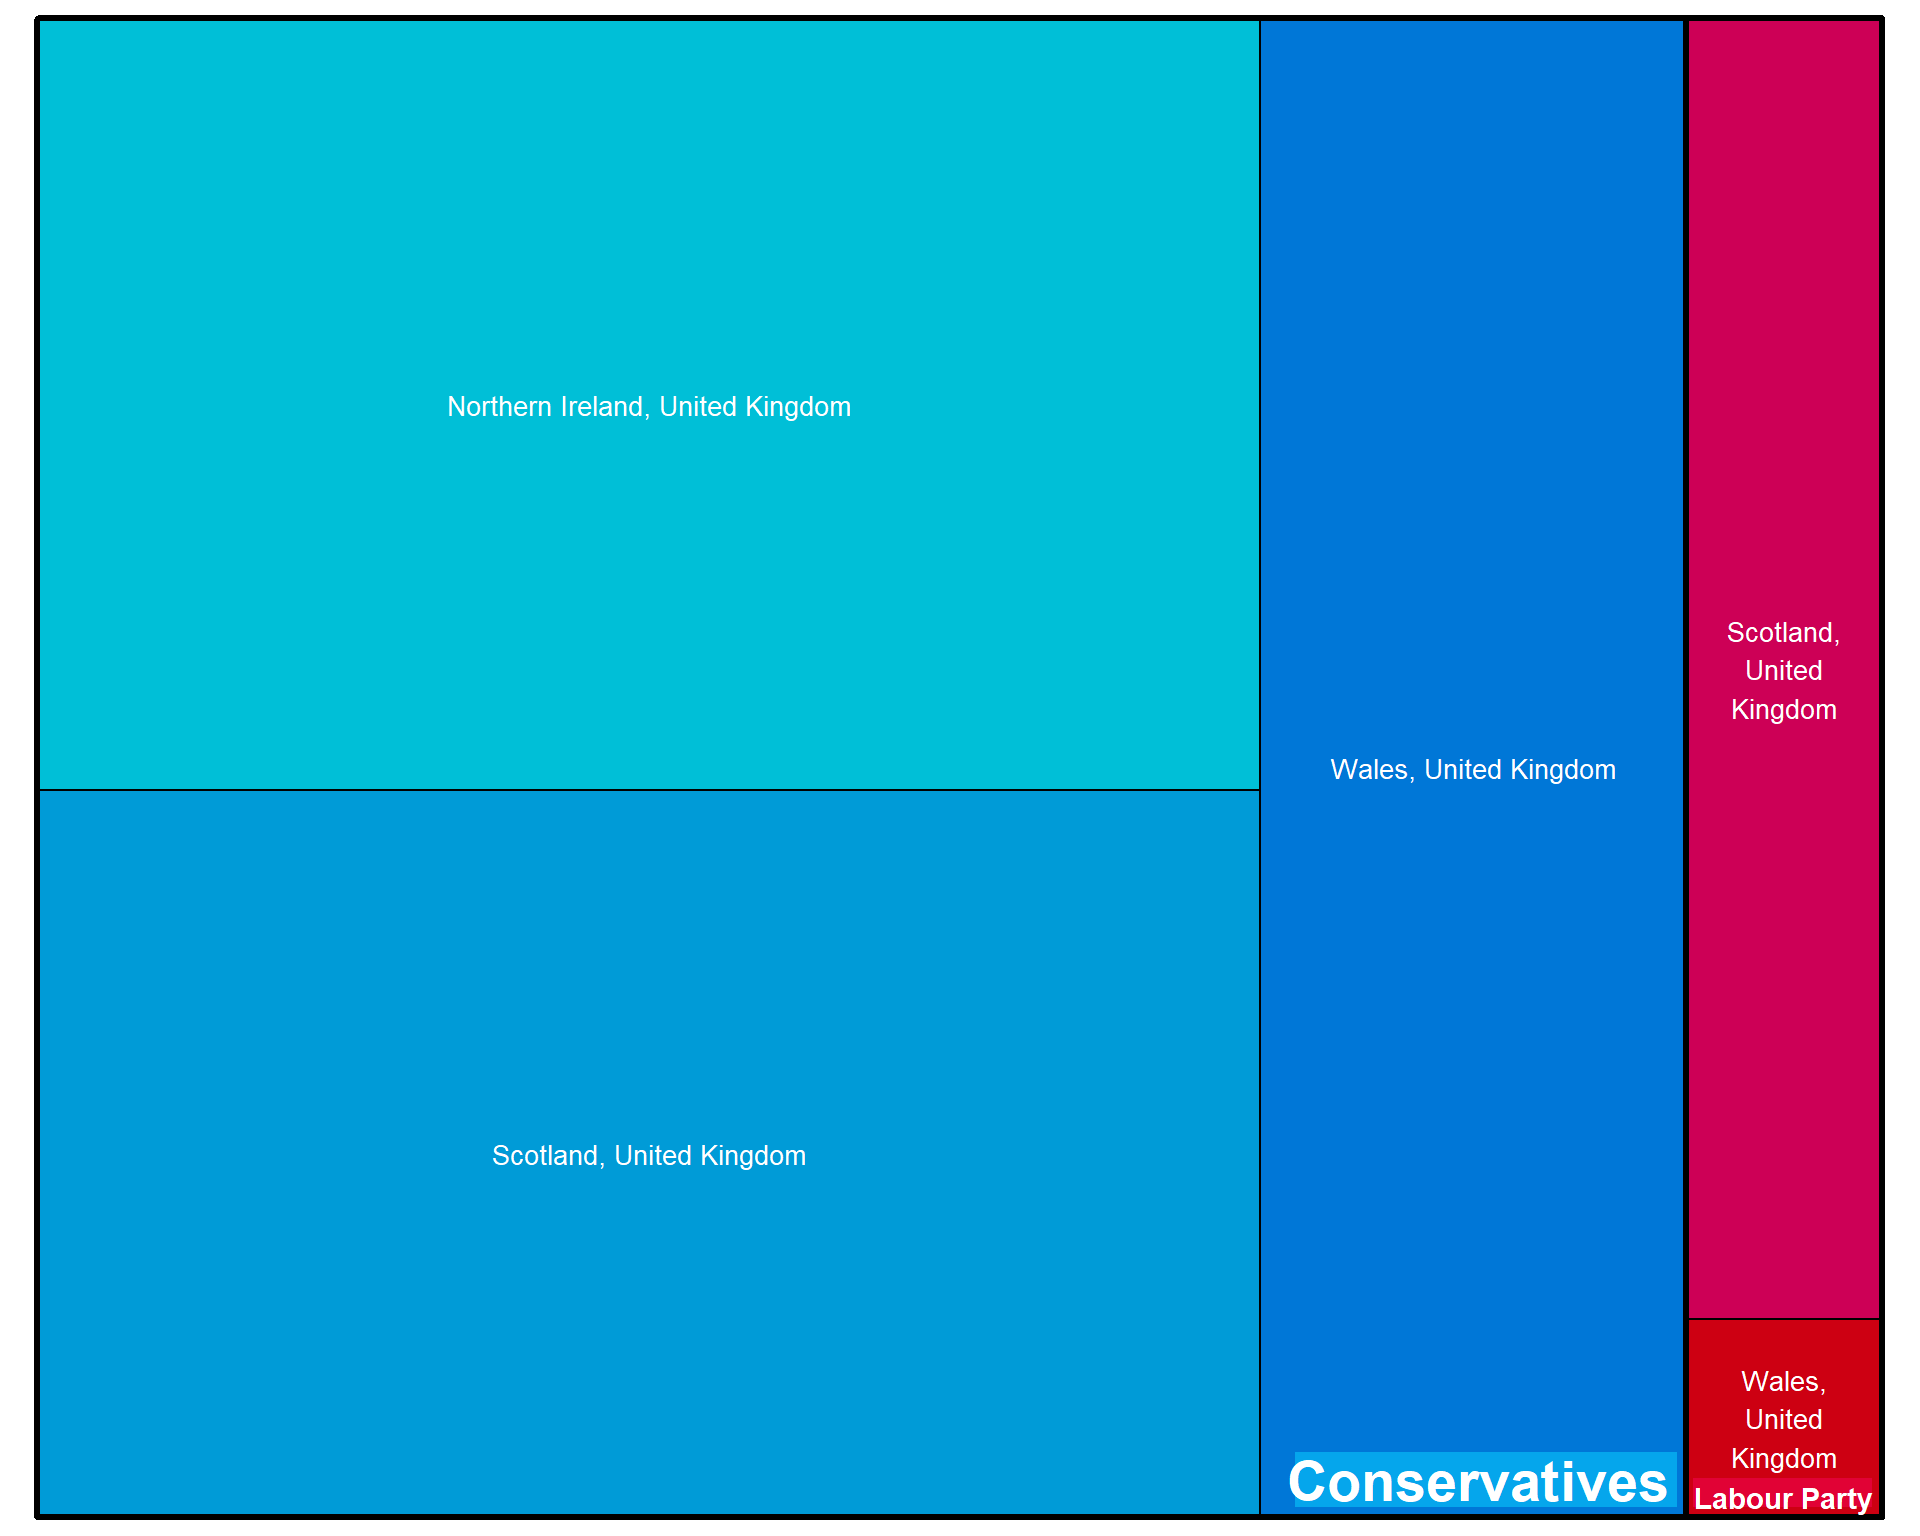 Northern Ireland, United Kingdom
Scotland, United Kingdom
Wales, United Kingdom
Conservatives
Scotland,
United
Kingdom
Wales,
United
Kingdom
Labour Party